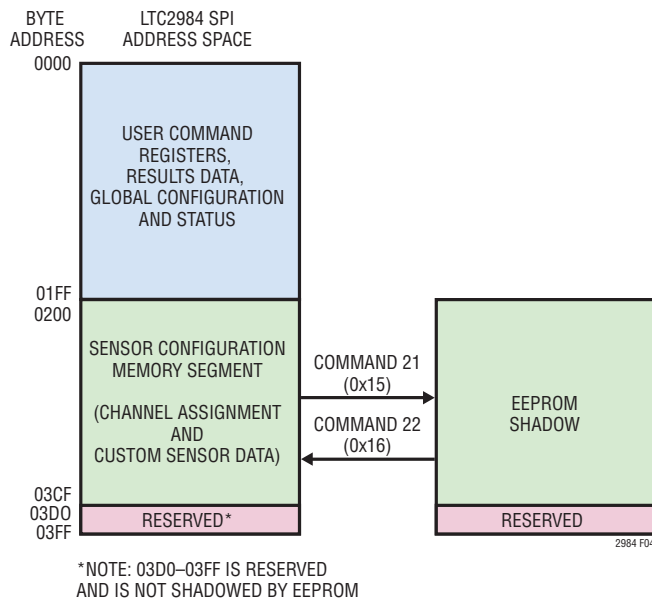 BYTE
ADDRESS
LTC2984 SPI
ADDRESS SPACE
0000
USER COMMAND
REGISTERS,
RESULTS DATA,
GLOBAL CONFIGURATION
AND STATUS
01FF
0200
SENSOR CONFIGURATION
MEMORY SEGMENT
(CHANNEL ASSIGNMENT
AND
CUSTOM SENSOR DATA)
COMMAND 21
(0x15)
COMMAND 22
(0x16)
EEPROM
SHADOW
03CF
03D0
03FF
RESERVED*
RESERVED
2984 F04
*NOTE: 03D0–03FF IS RESERVED
AND IS NOT SHADOWED BY EEPROM